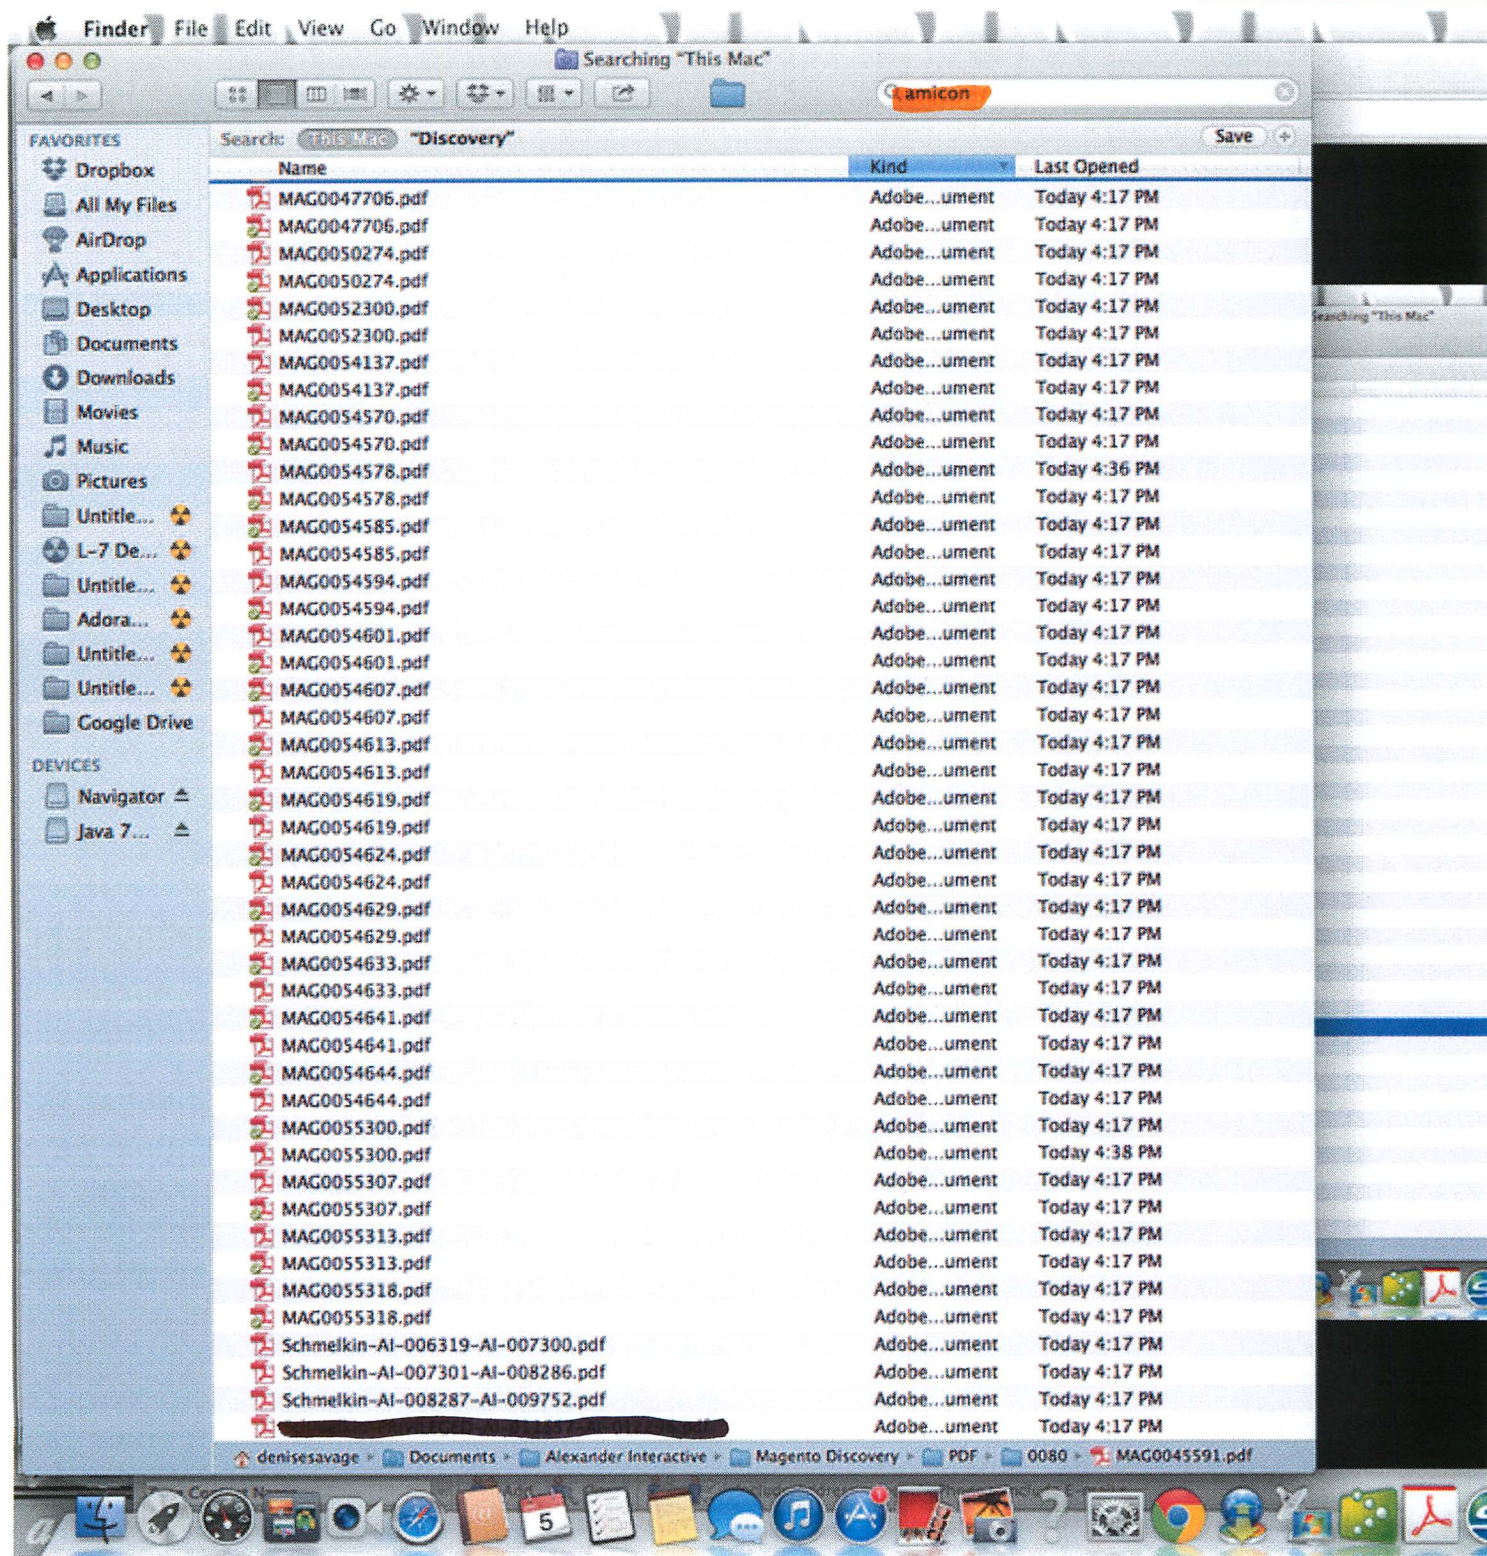 Finder File Edit View Go Window Help
Searching "This Mac"
amicon
FAVORITES
Dropbox
All My Files
AirDrop
Applications
Desktop
Documents
Downloads
Movies
Music
Pictures
Untitle...
L-7 De...
Untitle...
Adora...
Untitle...
Untitle...
Google Drive
DEVICES
Navigator
Java 7...
Search: This Mac "Discovery" Save
Name Kind Last Opened
MAG0047706.pdf Adobe...ument Today 4:17 PM
MAG0047706.pdf Adobe...ument Today 4:17 PM
MAG0050274.pdf Adobe...ument Today 4:17 PM
MAG0050274.pdf Adobe...ument Today 4:17 PM
MAG0052300.pdf Adobe...ument Today 4:17 PM
MAG0052300.pdf Adobe...ument Today 4:17 PM
MAG0054137.pdf Adobe...ument Today 4:17 PM
MAG0054137.pdf Adobe...ument Today 4:17 PM
MAG0054570.pdf Adobe...ument Today 4:17 PM
MAG0054570.pdf Adobe...ument Today 4:17 PM
MAG0054578.pdf Adobe...ument Today 4:36 PM
MAG0054578.pdf Adobe...ument Today 4:17 PM
MAG0054585.pdf Adobe...ument Today 4:17 PM
MAG0054585.pdf Adobe...ument Today 4:17 PM
MAG0054594.pdf Adobe...ument Today 4:17 PM
MAG0054594.pdf Adobe...ument Today 4:17 PM
MAG0054601.pdf Adobe...ument Today 4:17 PM
MAG0054601.pdf Adobe...ument Today 4:17 PM
MAG0054607.pdf Adobe...ument Today 4:17 PM
MAG0054607.pdf Adobe...ument Today 4:17 PM
MAG0054613.pdf Adobe...ument Today 4:17 PM
MAG0054613.pdf Adobe...ument Today 4:17 PM
MAG0054619.pdf Adobe...ument Today 4:17 PM
MAG0054619.pdf Adobe...ument Today 4:17 PM
MAG0054624.pdf Adobe...ument Today 4:17 PM
MAG0054624.pdf Adobe...ument Today 4:17 PM
MAG0054629.pdf Adobe...ument Today 4:17 PM
MAG0054629.pdf Adobe...ument Today 4:17 PM
MAG0054633.pdf Adobe...ument Today 4:17 PM
MAG0054633.pdf Adobe...ument Today 4:17 PM
MAG0054641.pdf Adobe...ument Today 4:17 PM
MAG0054641.pdf Adobe...ument Today 4:17 PM
MAG0054644.pdf Adobe...ument Today 4:17 PM
MAG0054644.pdf Adobe...ument Today 4:17 PM
MAG0055300.pdf Adobe...ument Today 4:17 PM
MAG0055300.pdf Adobe...ument Today 4:38 PM
MAG0055307.pdf Adobe...ument Today 4:17 PM
MAG0055307.pdf Adobe...ument Today 4:17 PM
MAG0055313.pdf Adobe...ument Today 4:17 PM
MAG0055313.pdf Adobe...ument Today 4:17 PM
MAG0055318.pdf Adobe...ument Today 4:17 PM
MAG0055318.pdf Adobe...ument Today 4:17 PM
Schmelkin-AI-006319-AI-007300.pdf Adobe...ument Today 4:17 PM
Schmelkin-AI-007301-AI-008286.pdf Adobe...ument Today 4:17 PM
Schmelkin-AI-008287-AI-009752.pdf Adobe...ument Today 4:17 PM
Adobe...ument Today 4:17 PM
denisesavage Documents Alexander Interactive Magento Discovery PDF 0080 MAG0045591.pdf
Searching "This Mac"
5
1